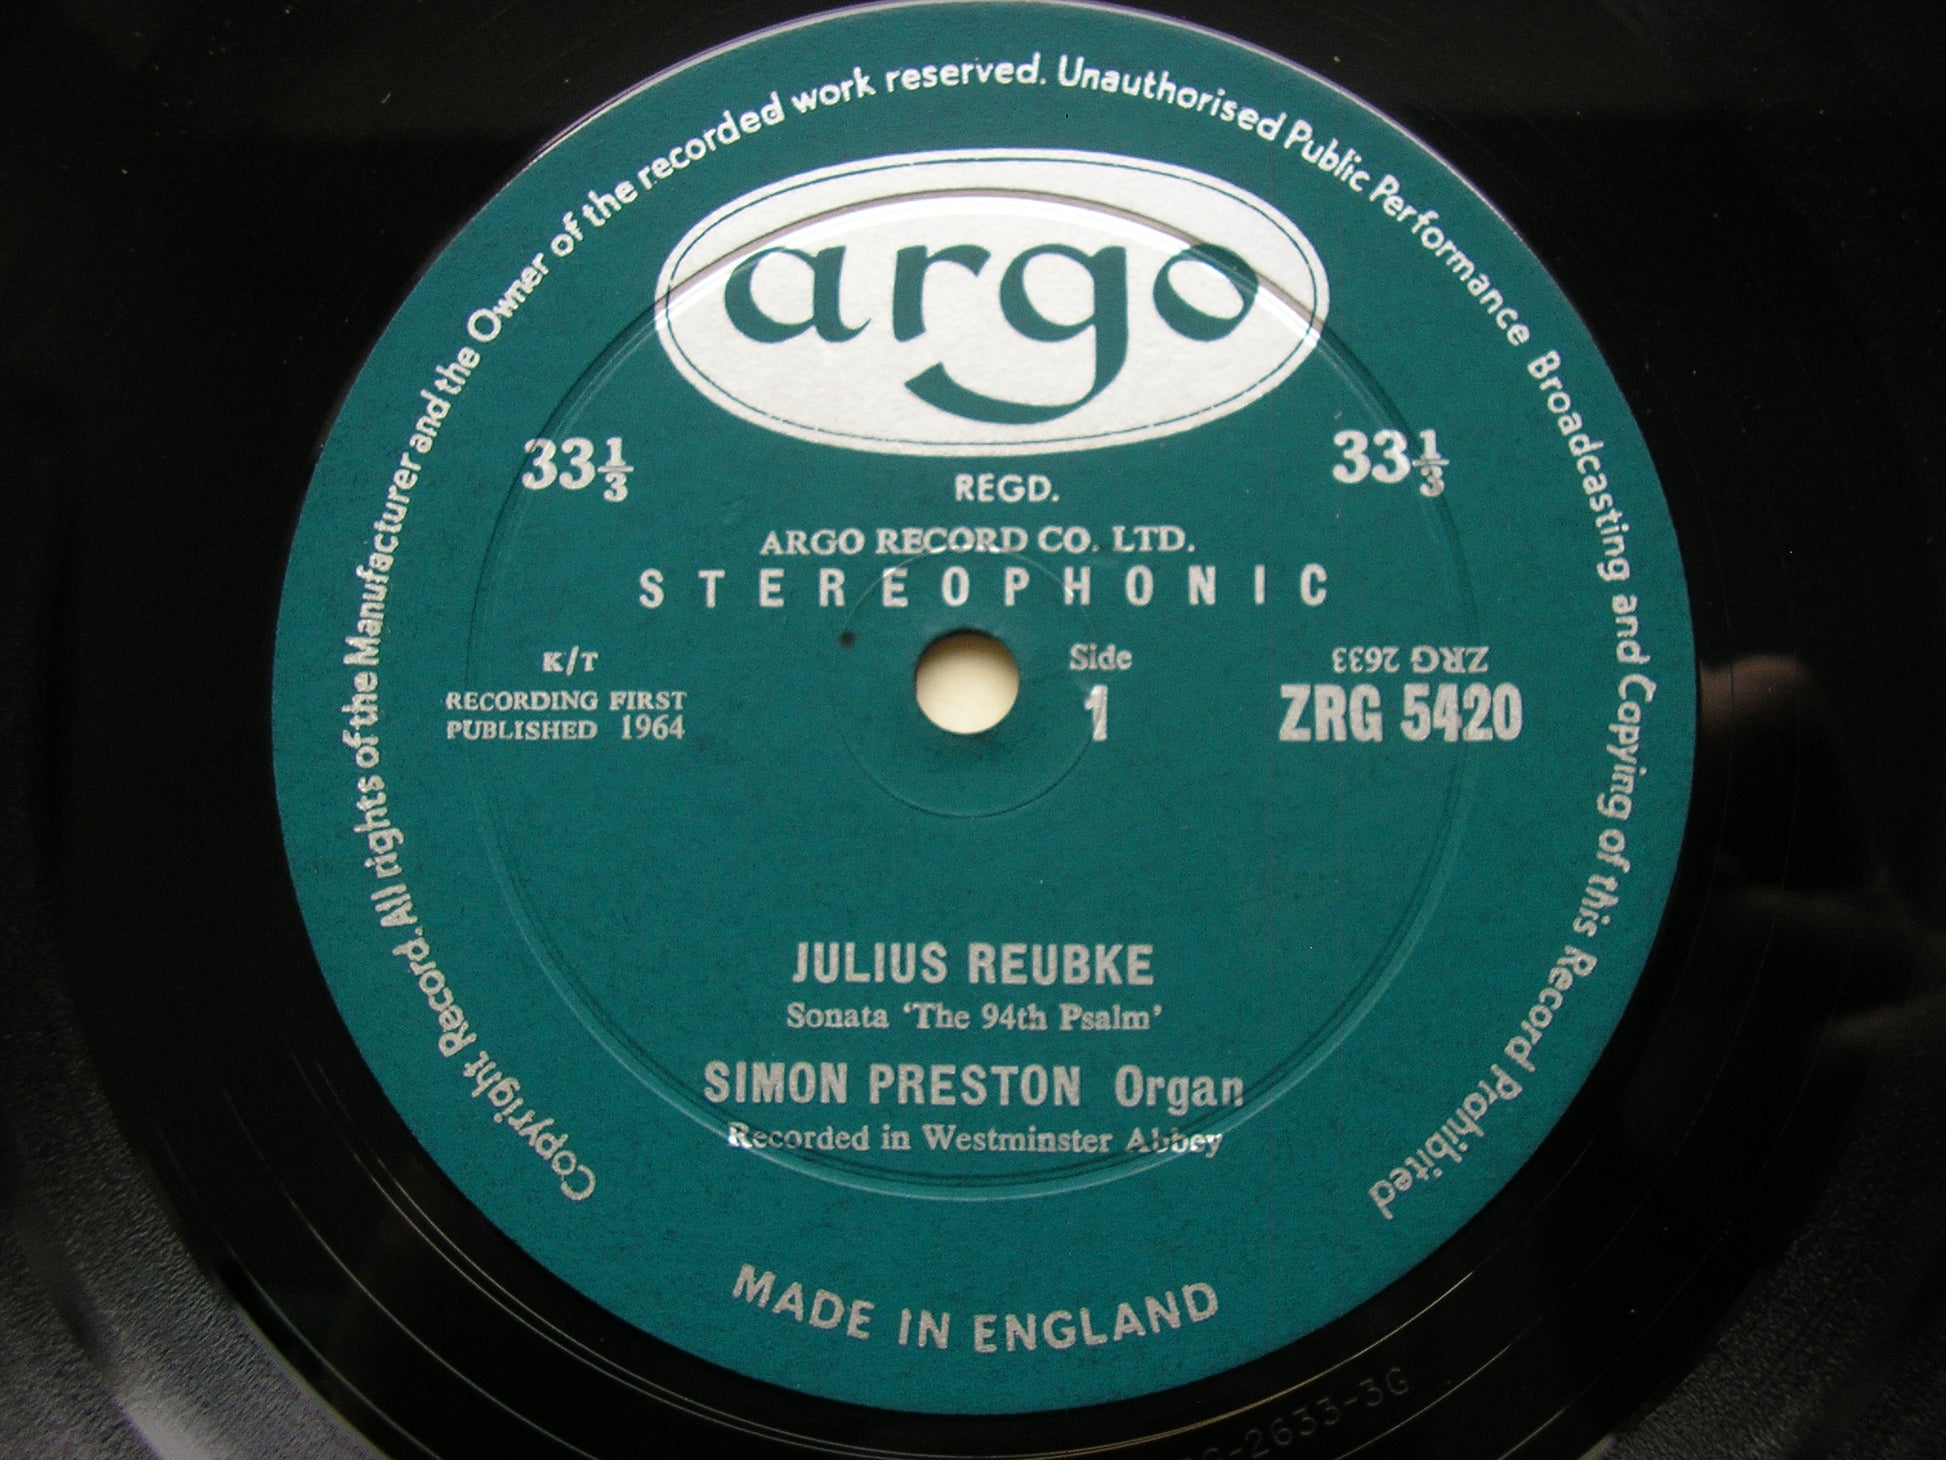 Copyright Record. All rights of the Manufacturer and the Owner of the recorded work reserved. Unauthorised Public Performance Broadcasting and Copying of this Record Prohibited
argo
33⅓
33⅓
REGD.
ARGO RECORD CO. LTD.
STEREOPHONIC
K/T
RECORDING FIRST
PUBLISHED 1964
Side
1
ZRG 2633
ZRG 5420
JULIUS REUBKE
Sonata ‘The 94th Psalm’
SIMON PRESTON Organ
Recorded in Westminster Abbey
MADE IN ENGLAND
-2633-3G